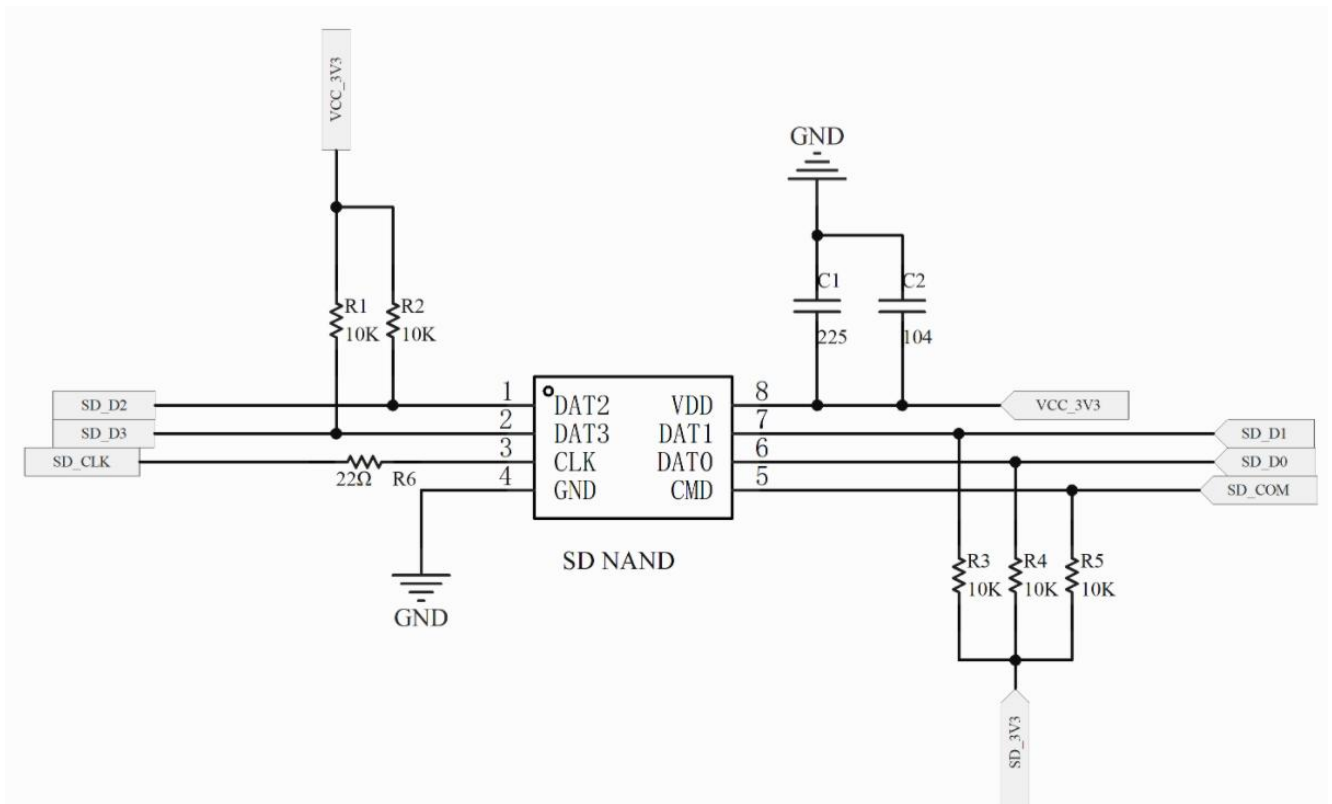 VCC_3V3
GND
C1
C2
225
104
R1
10K
R2
10K
SD_D2
SD_D3
SD_CLK
22Ω
R6
1
2
3
4
DAT2
DAT3
CLK
GND
VDD
DAT1
DAT0
CMD
8
7
6
5
VCC_3V3
SD_D1
SD_D0
SD_COM
SD NAND
GND
R3
10K
R4
10K
R5
10K
SD_3V3